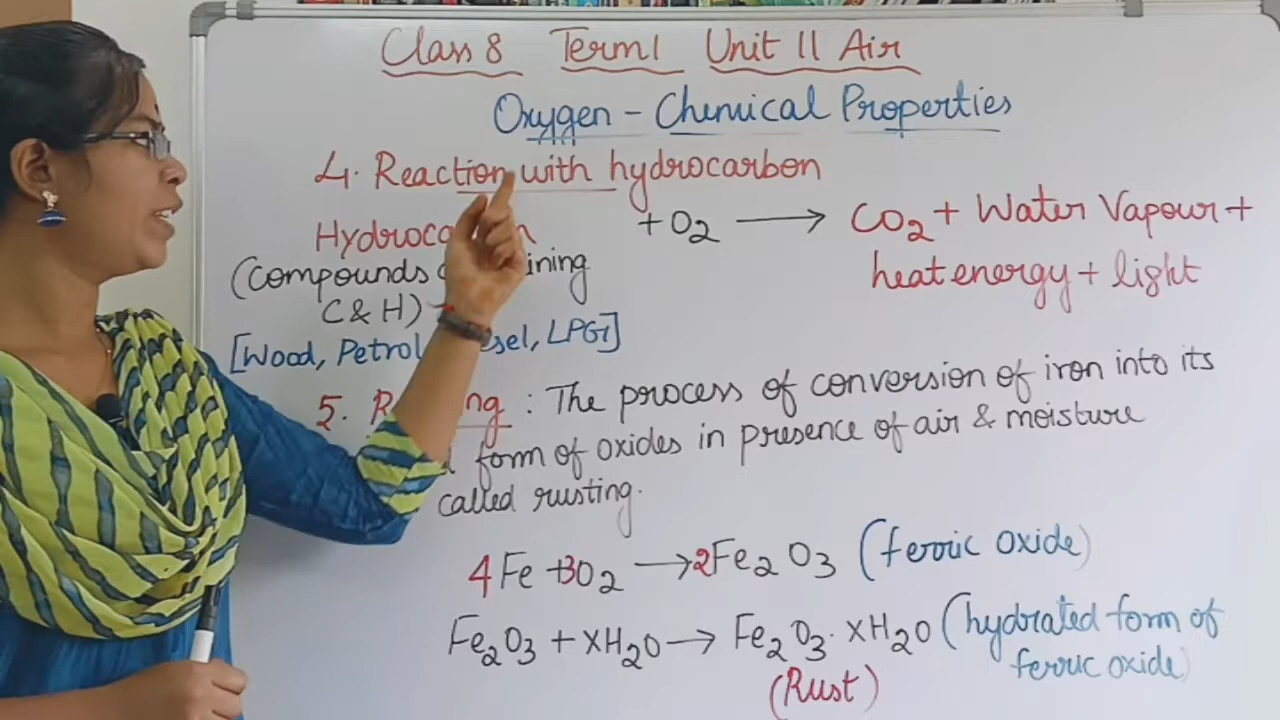 Class 8 Term 1 Unit 11 Air
Oxygen - Chemical Properties
4. Reaction with hydrocarbon
+ O2 → CO2 + Water Vapour +
heat energy + light
(Compounds
C & H)
[Wood, Petrol, LPG]
5. : The process of conversion of iron into its
form of oxides in presence of air & moisture
called rusting.
4Fe + 3O2 → 2Fe2O3 (ferric oxide)
Fe2O3 + xH2O → Fe2O3. xH2O (hydrated form of
ferric oxide)
(Rust)